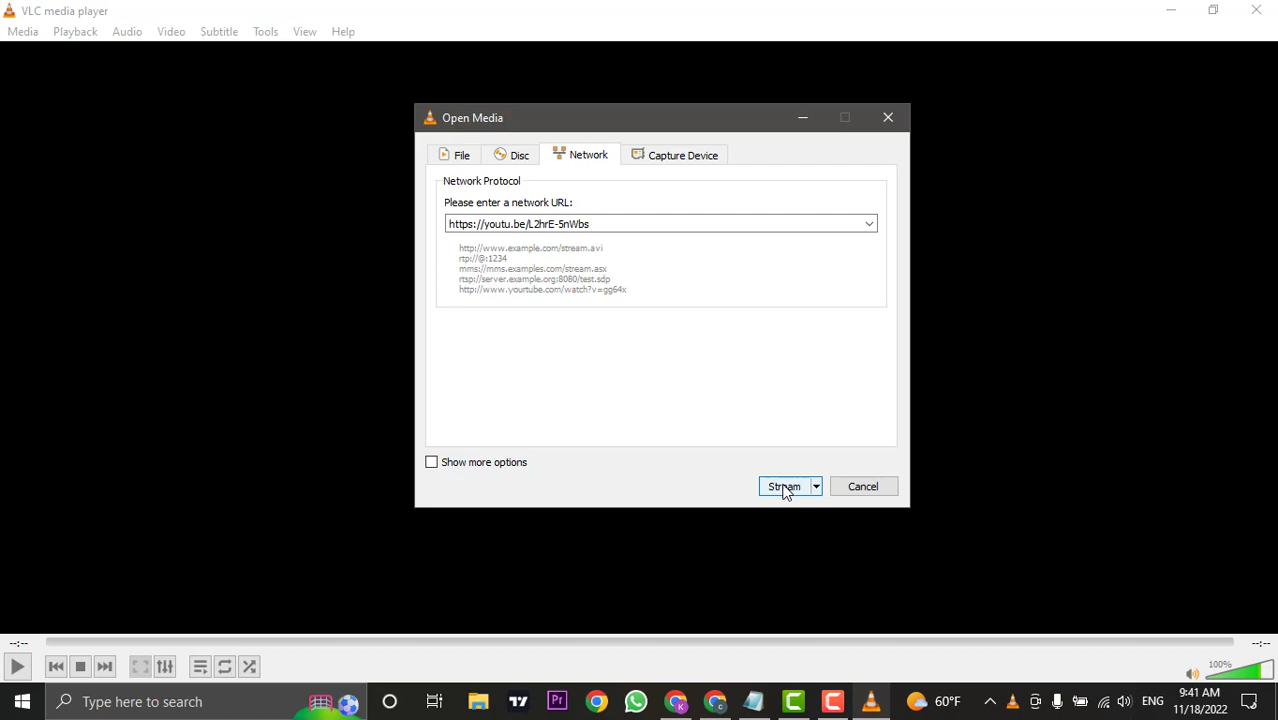 VLC media player
Media Playback Audio Video Subtitle Tools View Help
Open Media
File Disc Network Capture Device
Network Protocol
Please enter a network URL:
https://youtu.be/L2hrE-5nWbs
http://www.example.com/stream.avi
rtp://@:1234
mms://mms.examples.com/stream.asx
rtsp://server.example.org:8080/test.sdp
http://www.yourtube.com/watch?v=gg64x
Show more options
Stream Cancel
--:-- --:--
100%
Type here to search
Pr
K
C
60°F
ENG
9:41 AM
11/18/2022